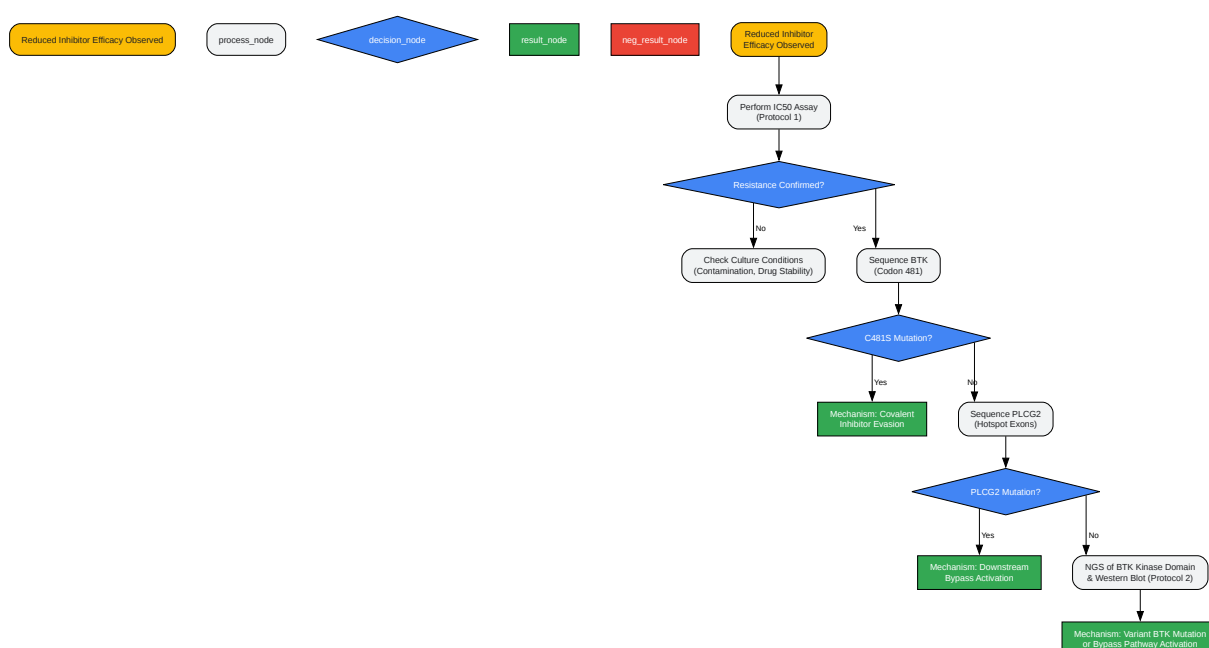 Reduced Inhibitor Efficacy Observed
process_node
decision_node
result_node
neg_result_node
Reduced Inhibitor
Efficacy Observed
Perform IC50 Assay
(Protocol 1)
Resistance Confirmed?
No
Yes
Check Culture Conditions
(Contamination, Drug Stability)
Sequence BTK
(Codon 481)
C481S Mutation?
Yes
No
Mechanism: Covalent
Inhibitor Evasion
Sequence PLCG2
(Hotspot Exons)
PLCG2 Mutation?
Yes
No
Mechanism: Downstream
Bypass Activation
NGS of BTK Kinase Domain
& Western Blot (Protocol 2)
Mechanism: Variant BTK Mutation
or Bypass Pathway Activation